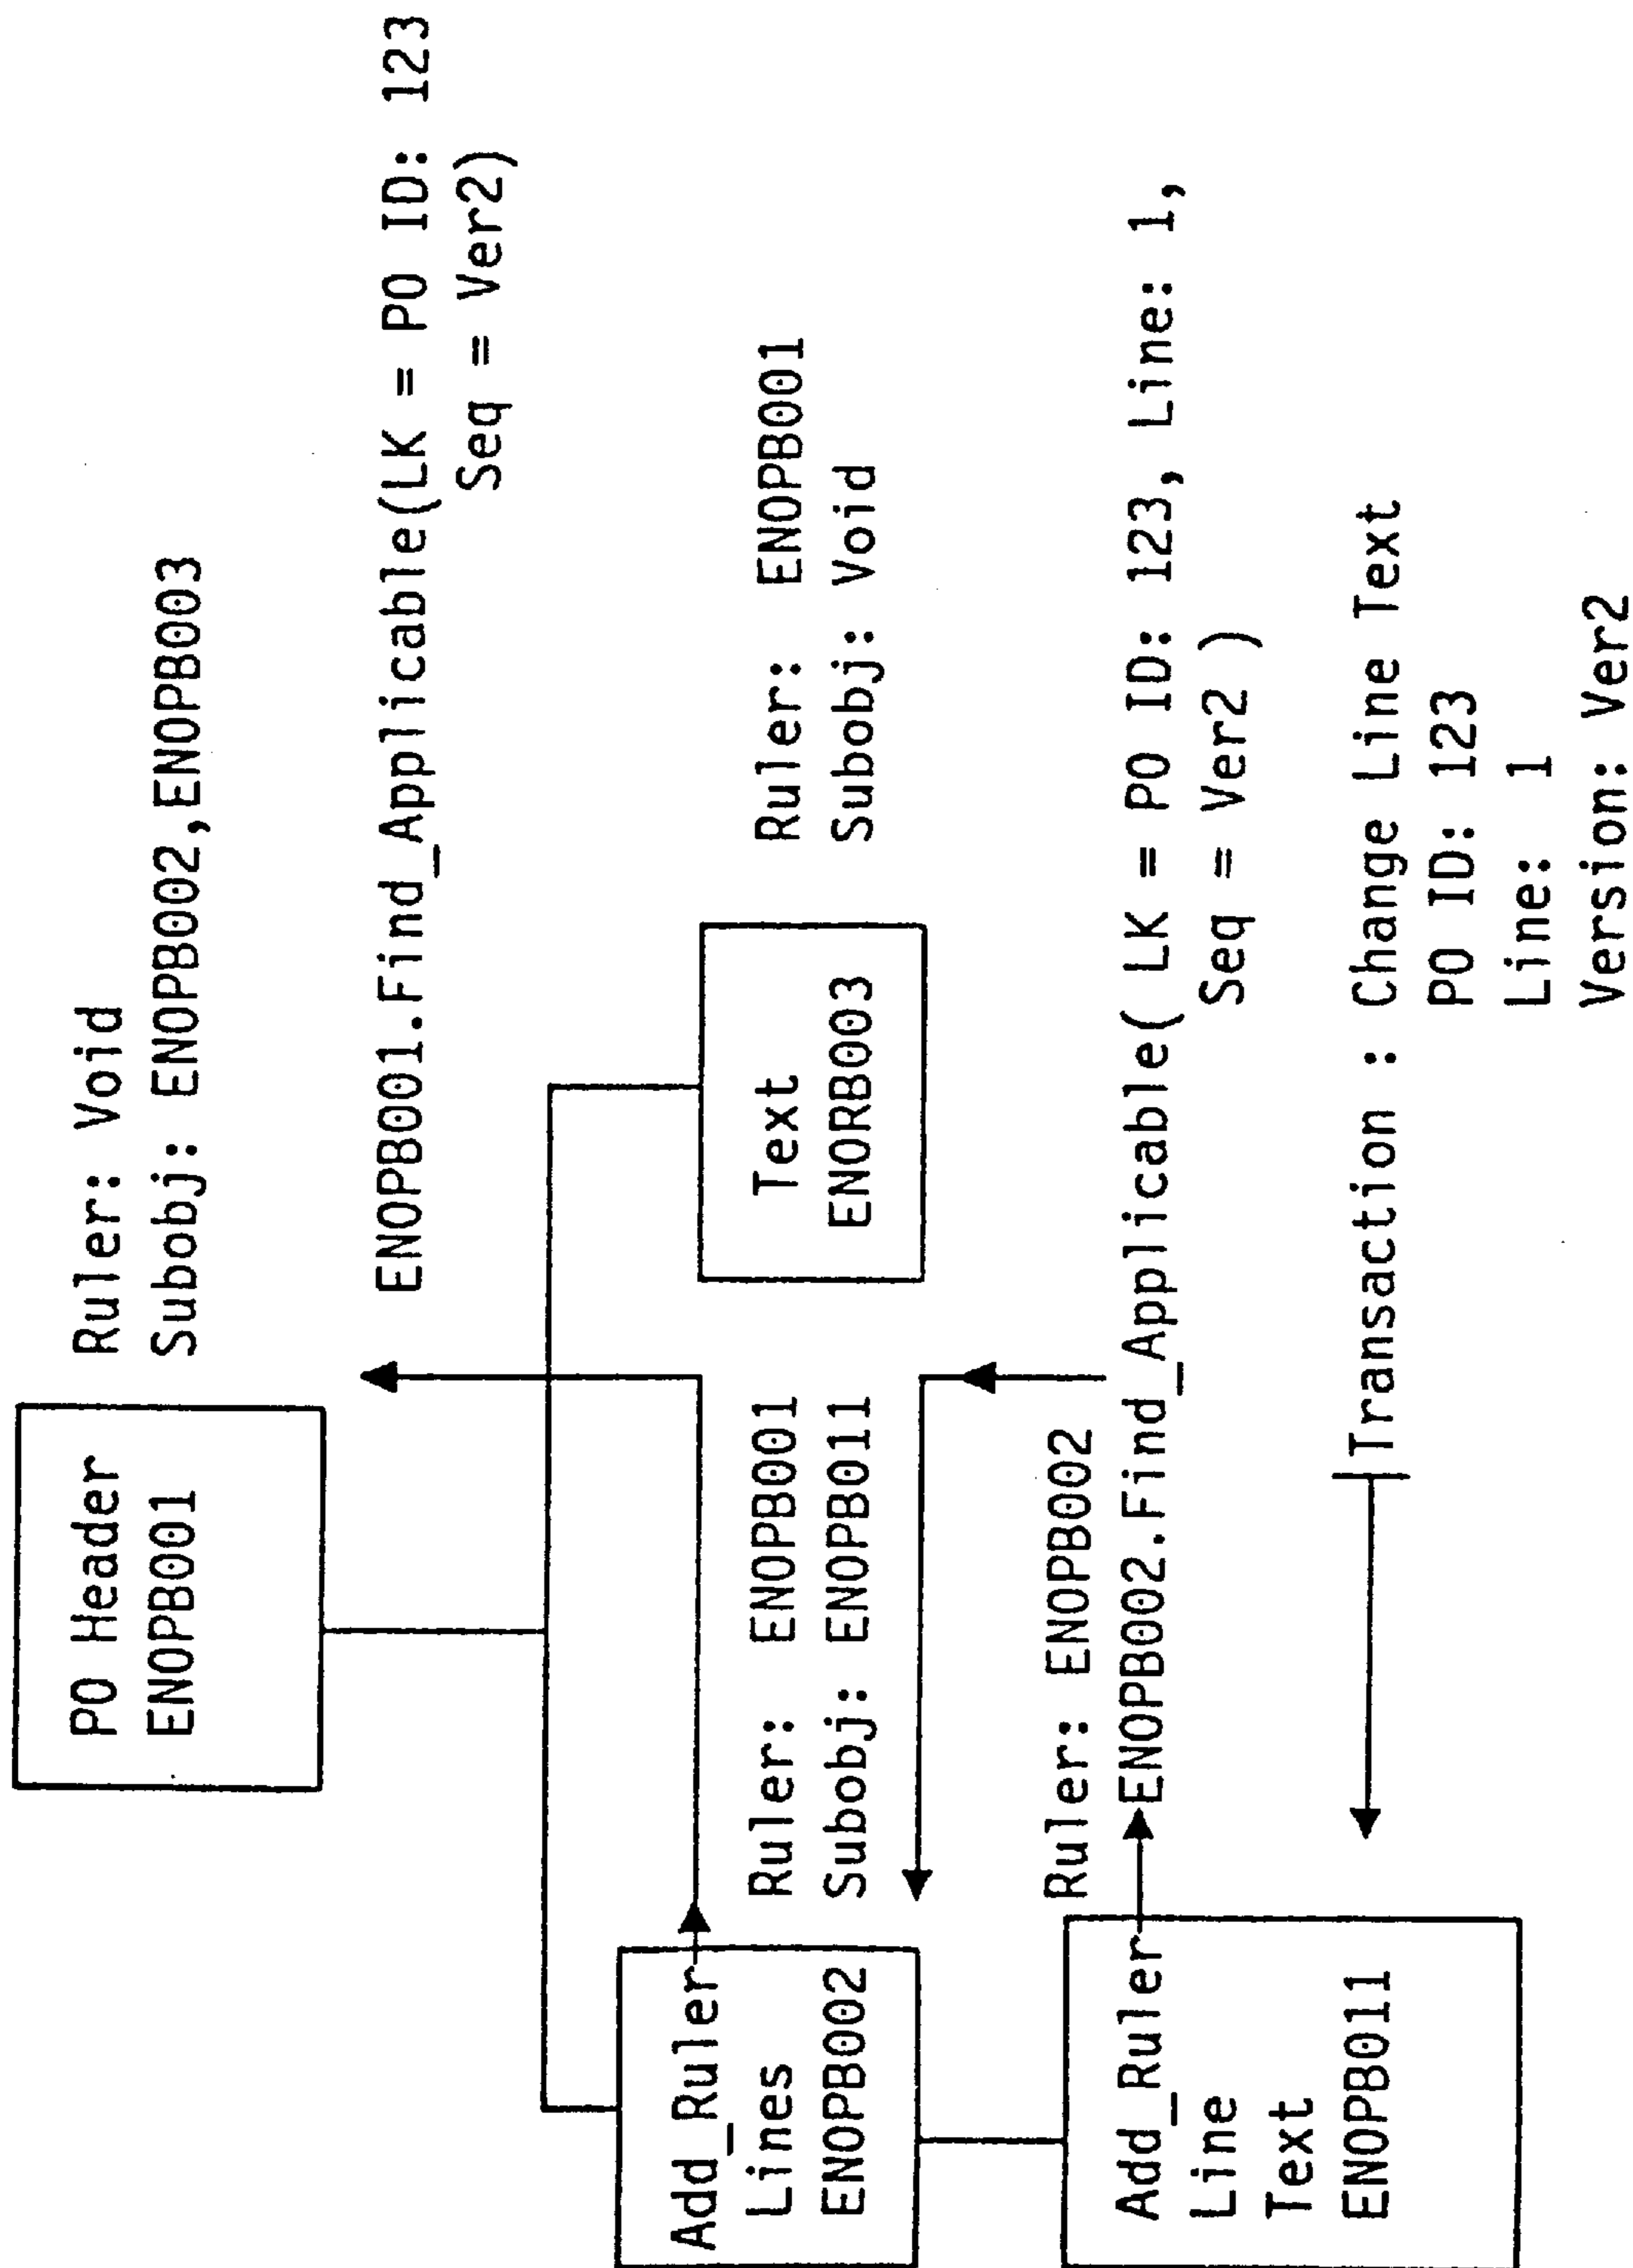 PO Header
ENOPB001
Ruler: Void
Subobj: ENOPB002,ENOPB003
ENOPB001.Find_Applicable(LK = PO ID: 123
Seq = Ver2)
Add_Ruler
Lines
ENOPB002
Ruler: ENOPB001
Subobj: ENOPB011
Text
ENORB003
Ruler: ENOPB001
Subobj: Void
Ruler: ENOPB002
Add_Ruler
Line
Text
ENOPB011
ENOPB002.Find_Applicable( LK = PO ID: 123, Line: 1,
Seq = Ver2 )
Transaction : Change Line Text
PO ID: 123
Line: 1
Version: Ver2